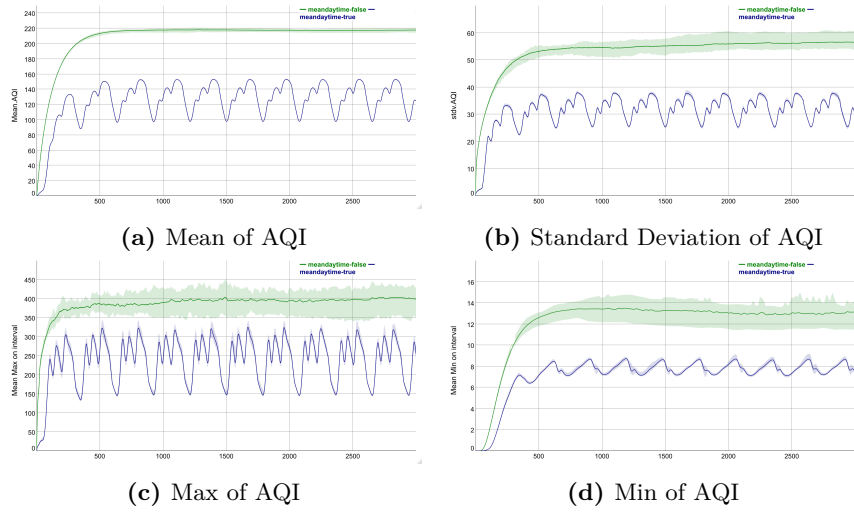 meandaytime-false
meandaytime-true
Mean.AQI
220
200
180
160
140
120
100
80
60
40
20
0
500 1000 1500 2000 2500
(a) Mean of AQI
meandaytime-false
meandaytime-true
stdv.AQI
60
50
40
30
20
10
0
500 1000 1500 2000 2500
(b) Standard Deviation of AQI
meandaytime-false
meandaytime-true
Mean Max on interval
450
400
350
300
250
200
150
100
50
0
500 1000 1500 2000 2500
(c) Max of AQI
meandaytime-false
meandaytime-true
Mean Min on interval
16
14
12
10
8
6
4
2
0
500 1000 1500 2000 2500
(d) Min of AQI